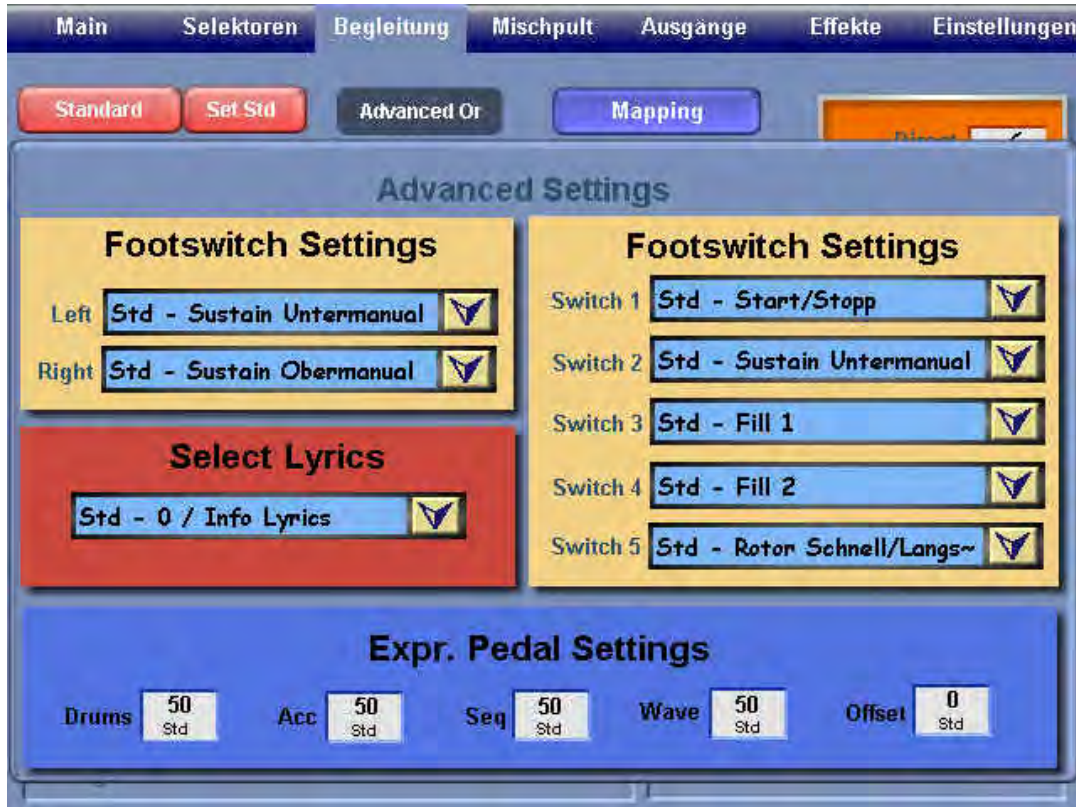 Main Selektoren Begleitung Mischpult Ausgänge Effekte Einstellungen
Standard Set Std Advanced Or Mapping
Direct
Advanced Settings
Footswitch Settings
Left Std - Sustain Untermanual
Right Std - Sustain Obermanual
Select Lyrics
Std - 0 / Info Lyrics
Footswitch Settings
Switch 1 Std - Start/Stopp
Switch 2 Std - Sustain Untermanual
Switch 3 Std - Fill 1
Switch 4 Std - Fill 2
Switch 5 Std - Rotor Schnell/Langs~
Expr. Pedal Settings
Drums 50 Acc 50 Seq 50 Wave 50 Offset 0
Std Std Std Std Std